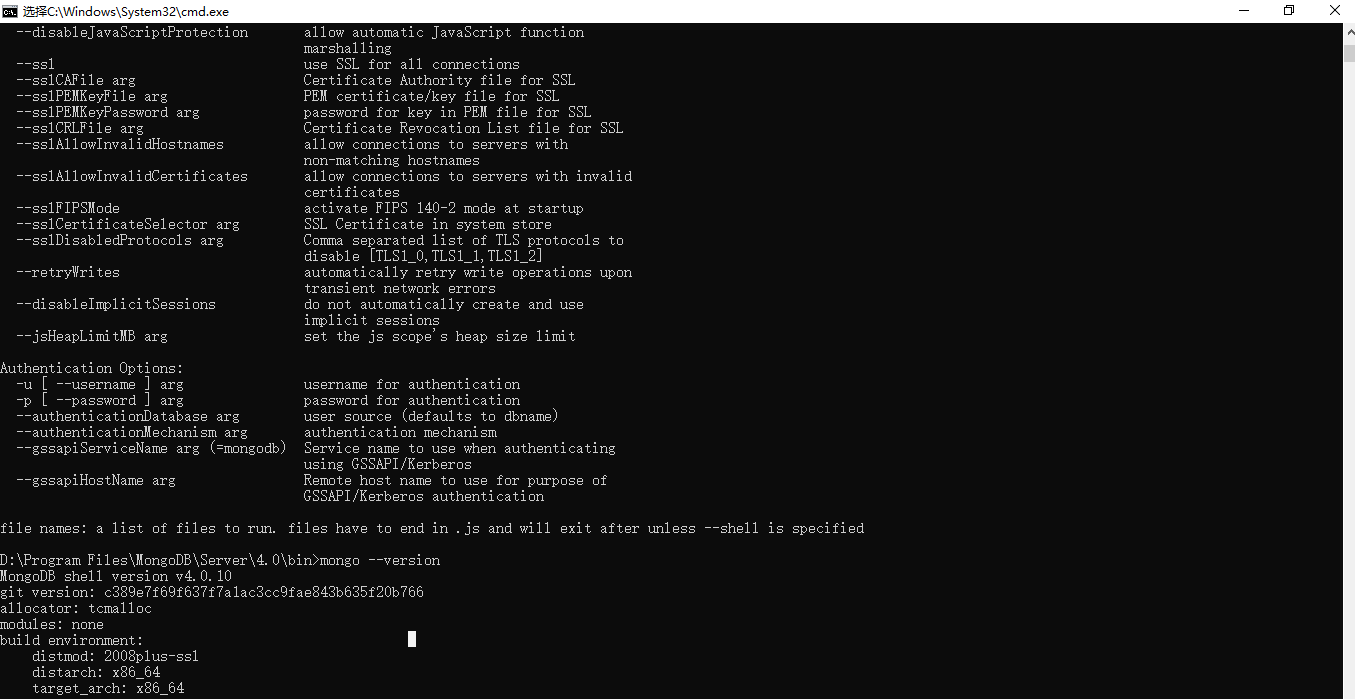 选择C:\Windows\System32\cmd.exe
--disableJavaScriptProtection allow automatic JavaScript function
marshalling
--ssl use SSL for all connections
--sslCAFile arg Certificate Authority file for SSL
--sslPEMKeyFile arg PEM certificate/key file for SSL
--sslPEMKeyPassword arg password for key in PEM file for SSL
--sslCRLFile arg Certificate Revocation List file for SSL
--sslAllowInvalidHostnames allow connections to servers with
non-matching hostnames
--sslAllowInvalidCertificates allow connections to servers with invalid
certificates
--sslFIPSMode activate FIPS 140-2 mode at startup
--sslCertificateSelector arg SSL Certificate in system store
--sslDisabledProtocols arg Comma separated list of TLS protocols to
disable [TLS1_0,TLS1_1,TLS1_2]
--retryWrites automatically retry write operations upon
transient network errors
--disableImplicitSessions do not automatically create and use
implicit sessions
--jsHeapLimitMB arg set the js scope's heap size limit
Authentication Options:
-u [ --username ] arg username for authentication
-p [ --password ] arg password for authentication
--authenticationDatabase arg user source (defaults to dbname)
--authenticationMechanism arg authentication mechanism
--gssapiServiceName arg (=mongodb) Service name to use when authenticating
using GSSAPI/Kerberos
--gssapiHostName arg Remote host name to use for purpose of
GSSAPI/Kerberos authentication
file names: a list of files to run. files have to end in .js and will exit after unless --shell is specified
D:\Program Files\MongoDB\Server\4.0\bin>mongo --version
MongoDB shell version v4.0.10
git version: c389e7f69f637f7a1ac3cc9fae843b635f20b766
allocator: tcmalloc
modules: none
build environment:
distmod: 2008plus-ssl
distarch: x86_64
target_arch: x86_64